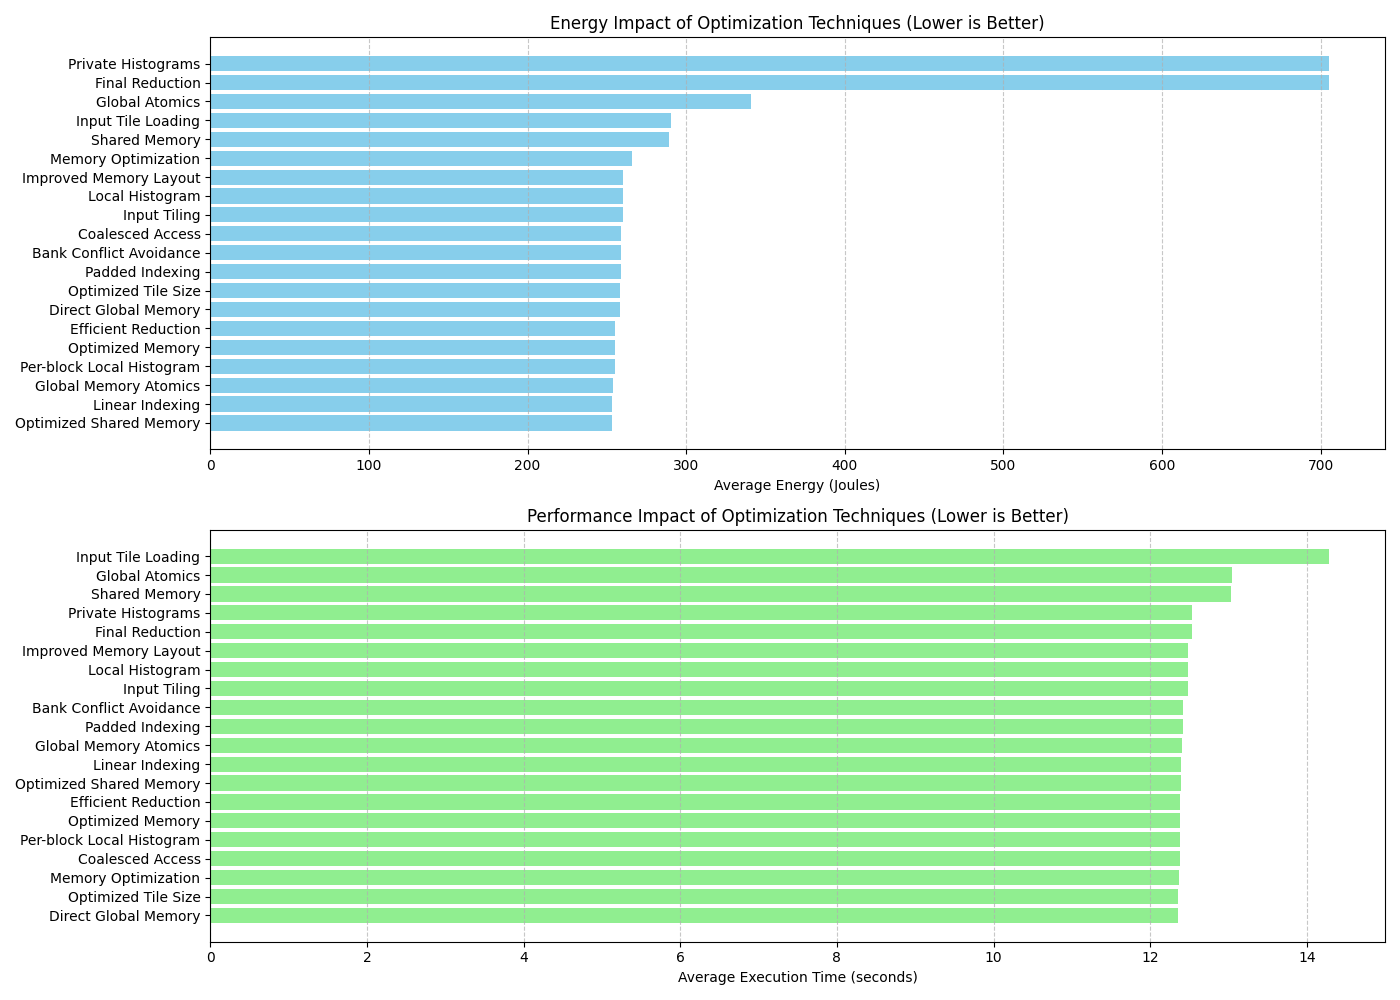 Energy Impact of Optimization Techniques (Lower is Better)
Private Histograms
Final Reduction
Global Atomics
Input Tile Loading
Shared Memory
Memory Optimization
Improved Memory Layout
Local Histogram
Input Tiling
Coalesced Access
Bank Conflict Avoidance
Padded Indexing
Optimized Tile Size
Direct Global Memory
Efficient Reduction
Optimized Memory
Per-block Local Histogram
Global Memory Atomics
Linear Indexing
Optimized Shared Memory
0 100 200 300 400 500 600 700
Average Energy (Joules)
Performance Impact of Optimization Techniques (Lower is Better)
Input Tile Loading
Global Atomics
Shared Memory
Private Histograms
Final Reduction
Improved Memory Layout
Local Histogram
Input Tiling
Bank Conflict Avoidance
Padded Indexing
Global Memory Atomics
Linear Indexing
Optimized Shared Memory
Efficient Reduction
Optimized Memory
Per-block Local Histogram
Coalesced Access
Memory Optimization
Optimized Tile Size
Direct Global Memory
0 2 4 6 8 10 12 14
Average Execution Time (seconds)